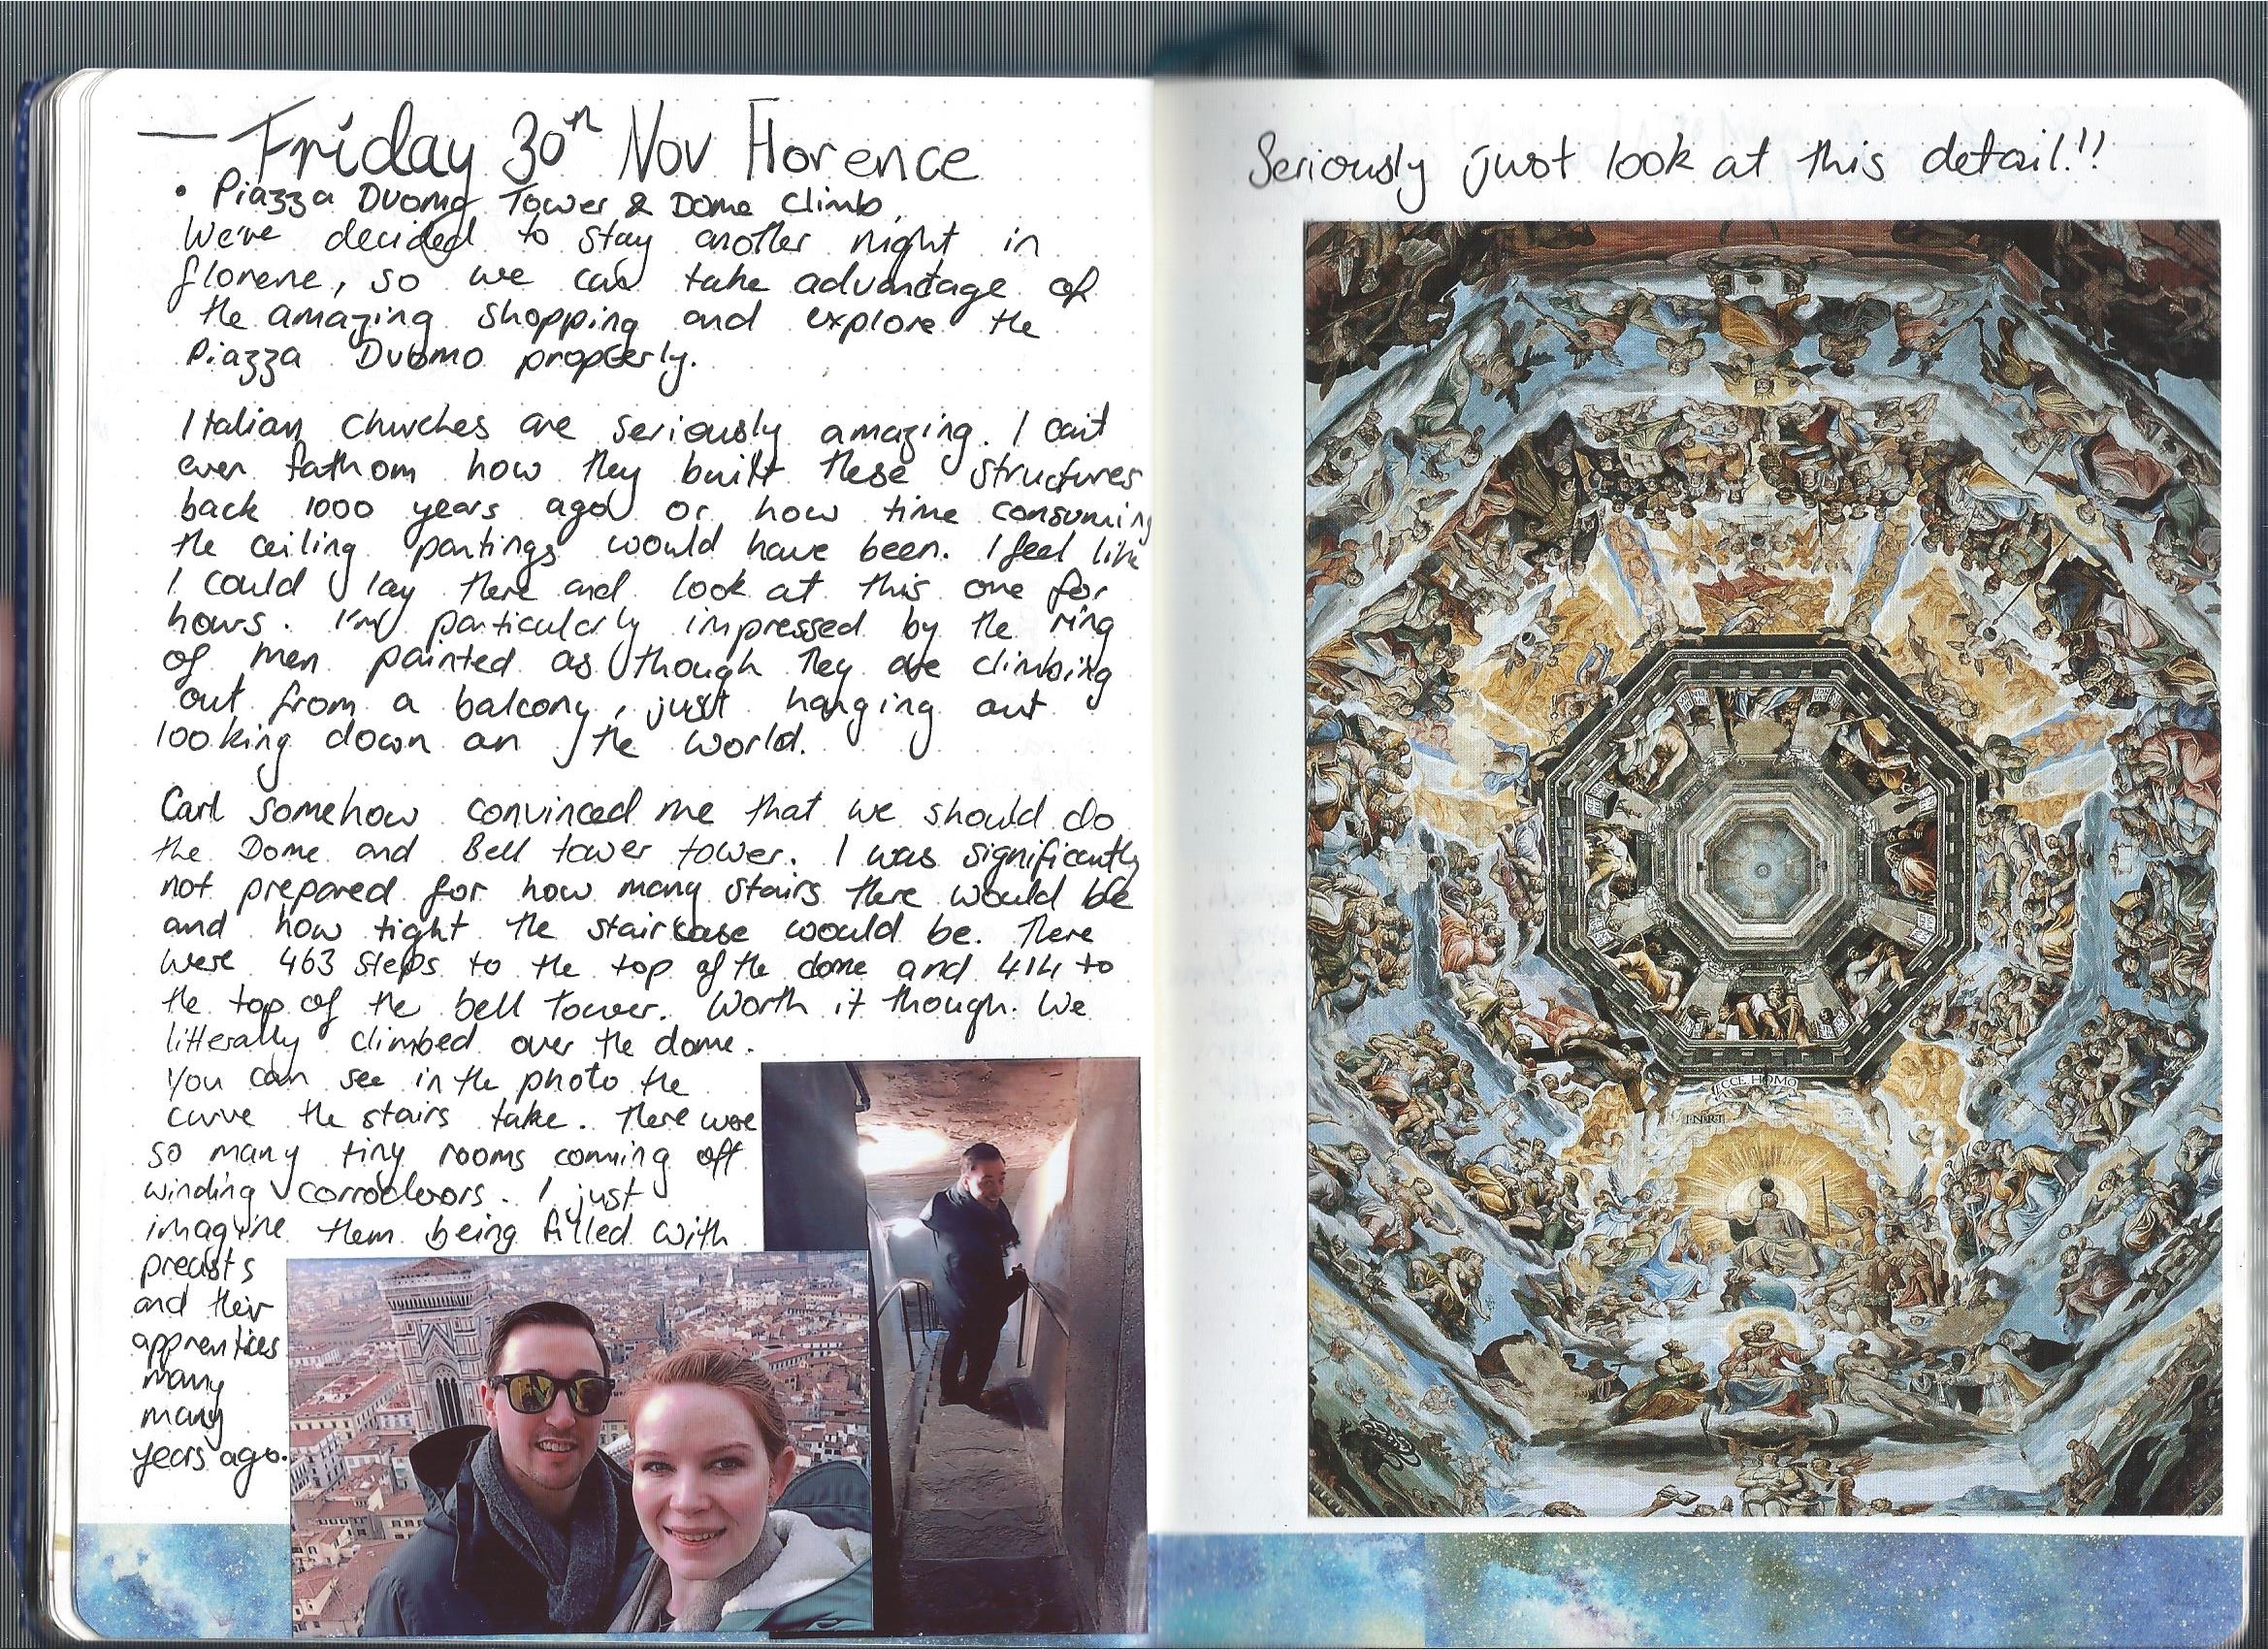 Friday 30th Nov Florence
• Piazza Duomo Tower & Dome Climb.
We've decided to stay another night in
florene, so we can take advantage of
the amazing shopping and explore the
Piazza Duomo properly.
Italian churches are seriously amazing. I can't
even fathom how they built these structures
back 1000 years ago or how time consuming
the ceiling pantings would have been. I feel like
I could lay there and look at this one for
hours. I'm particularly impressed by the ring
of men painted as though they are climbing
out from a balcony, just hanging out
looking down on the world.
Carl somehow convinced me that we should do
the Dome and Bell tower tower. I was significantly
not prepared for how many stairs there would be
and how tight the staircase would be. There
were 463 steps to the top of the dome and 414 to
the top of the bell tower. Worth it though. We
litterally climbed over the dome.
You can see in the photo the
curve the stairs take. There were
so many tiny rooms comming off
winding corrodoors. I just
imagine them being filled with
preists
and their
apprentices
many
many
years ago.
Seriously just look at this detail!!
ECCE HOMO
INRI